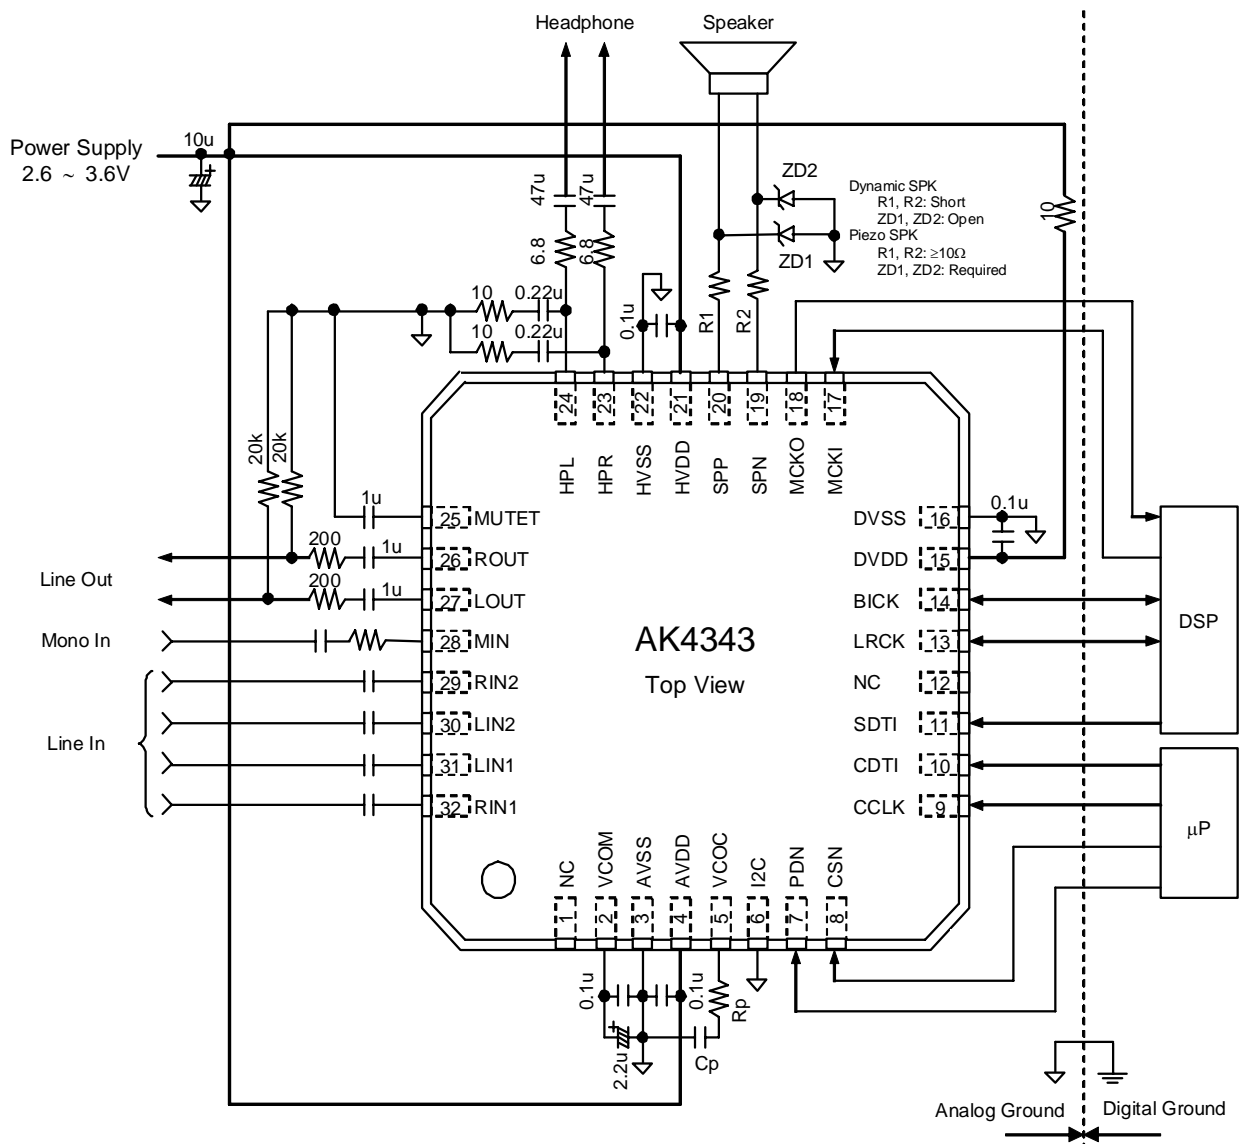 Headphone
Speaker
10u
Power Supply
2.6 ~ 3.6V
47u
47u
6.8
6.8
ZD2
ZD1
Dynamic SPK
R1, R2: Short
ZD1, ZD2: Open
Piezo SPK
R1, R2: ≥10Ω
ZD1, ZD2: Required
10
10
0.22u
10
0.22u
0.1u
R1
R2
24
23
22
21
20
19
18
17
HPL
HPR
HVSS
HVDD
SPP
SPN
MCKO
MCKI
20k
20k
1u
25
MUTET
200
1u
26
ROUT
200
1u
27
LOUT
Line Out
Mono In
28
MIN
29
RIN2
30
LIN2
Line In
31
LIN1
32
RIN1
AK4343
Top View
0.1u
DVSS
16
DVDD
15
BICK
14
LRCK
13
NC
12
SDTI
11
CDTI
10
CCLK
9
DSP
μP
NC
VCOM
AVSS
AVDD
VCOC
I2C
PDN
CSN
1
2
3
4
5
6
7
8
0.1u
0.1u
Rp
2.2u
Cp
Analog Ground
Digital Ground